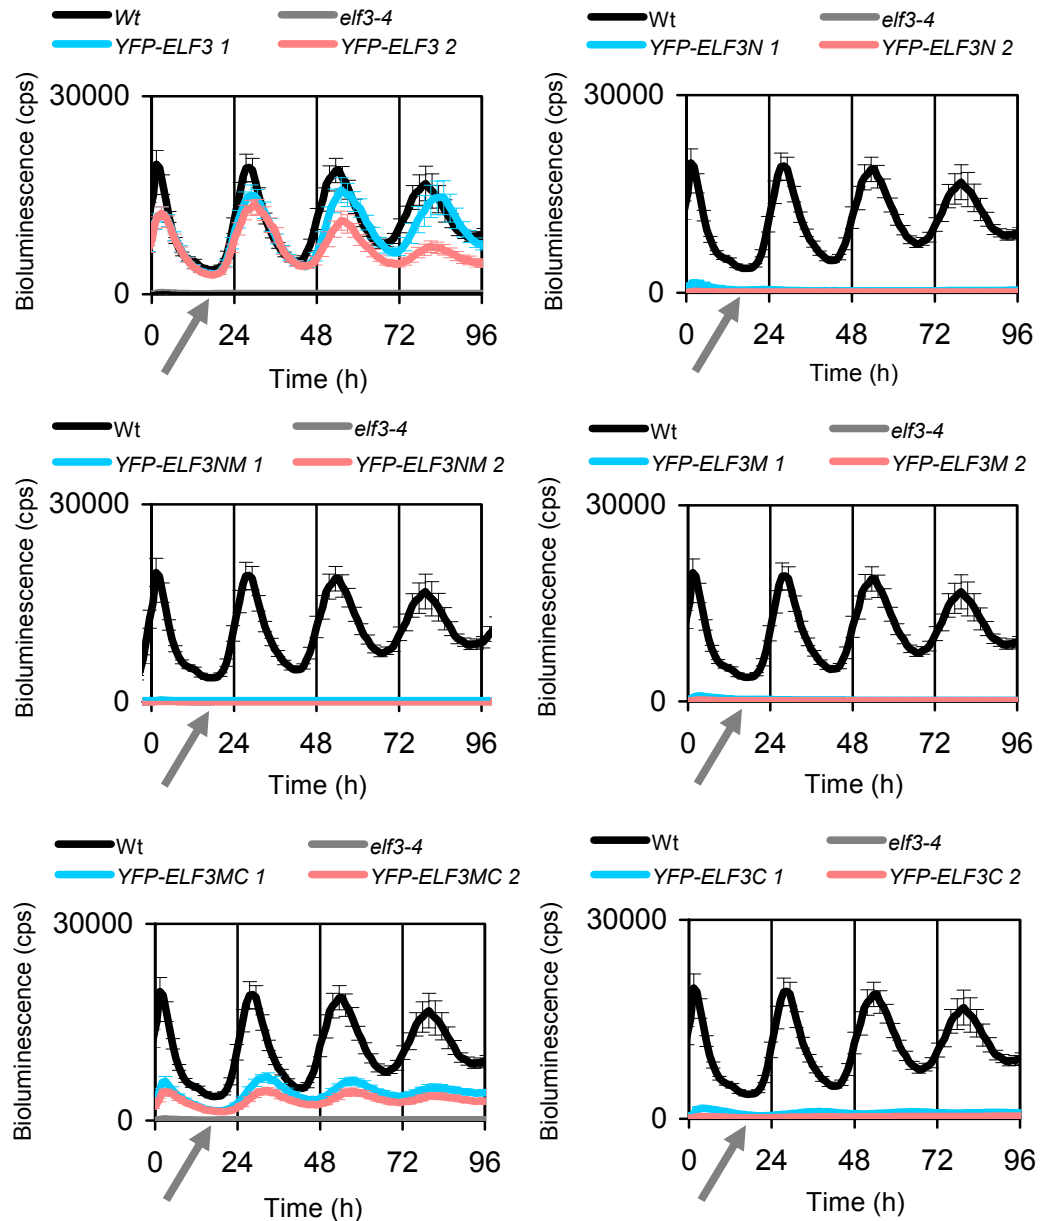 Wt elf3-4
YFP-ELF3 1 YFP-ELF3 2
Bioluminescence (cps)
30000
0
0 24 48 72 96
Time (h)
Wt elf3-4
YFP-ELF3N 1 YFP-ELF3N 2
Bioluminescence (cps)
30000
0
0 24 48 72 96
Time (h)
Wt elf3-4
YFP-ELF3NM 1 YFP-ELF3NM 2
Bioluminescence (cps)
30000
0
0 24 48 72 96
Time (h)
Wt elf3-4
YFP-ELF3M 1 YFP-ELF3M 2
Bioluminescence (cps)
30000
0
0 24 48 72 96
Time (h)
Wt elf3-4
YFP-ELF3MC 1 YFP-ELF3MC 2
Bioluminescence (cps)
30000
0
0 24 48 72 96
Time (h)
Wt elf3-4
YFP-ELF3C 1 YFP-ELF3C 2
Bioluminescence (cps)
30000
0
0 24 48 72 96
Time (h)